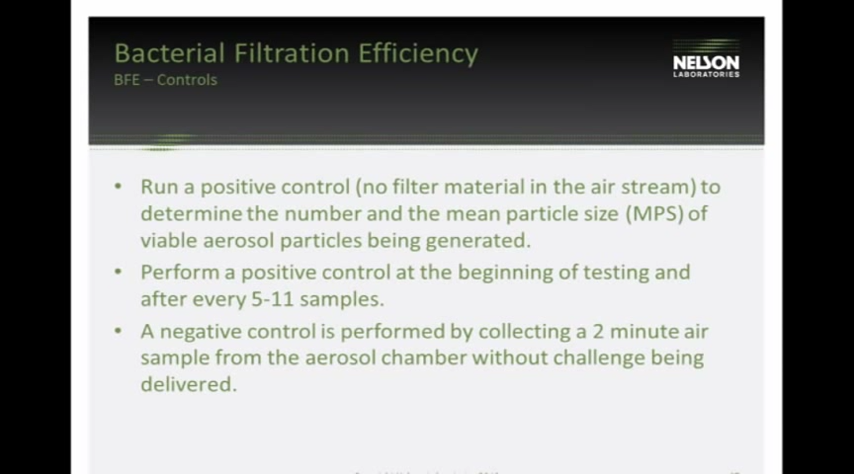 Bacterial Filtration Efficiency
BFE – Controls
NELSON
LABORATORIES
• Run a positive control (no filter material in the air stream) to
determine the number and the mean particle size (MPS) of
viable aerosol particles being generated.
• Perform a positive control at the beginning of testing and
after every 5-11 samples.
• A negative control is performed by collecting a 2 minute air
sample from the aerosol chamber without challenge being
delivered.